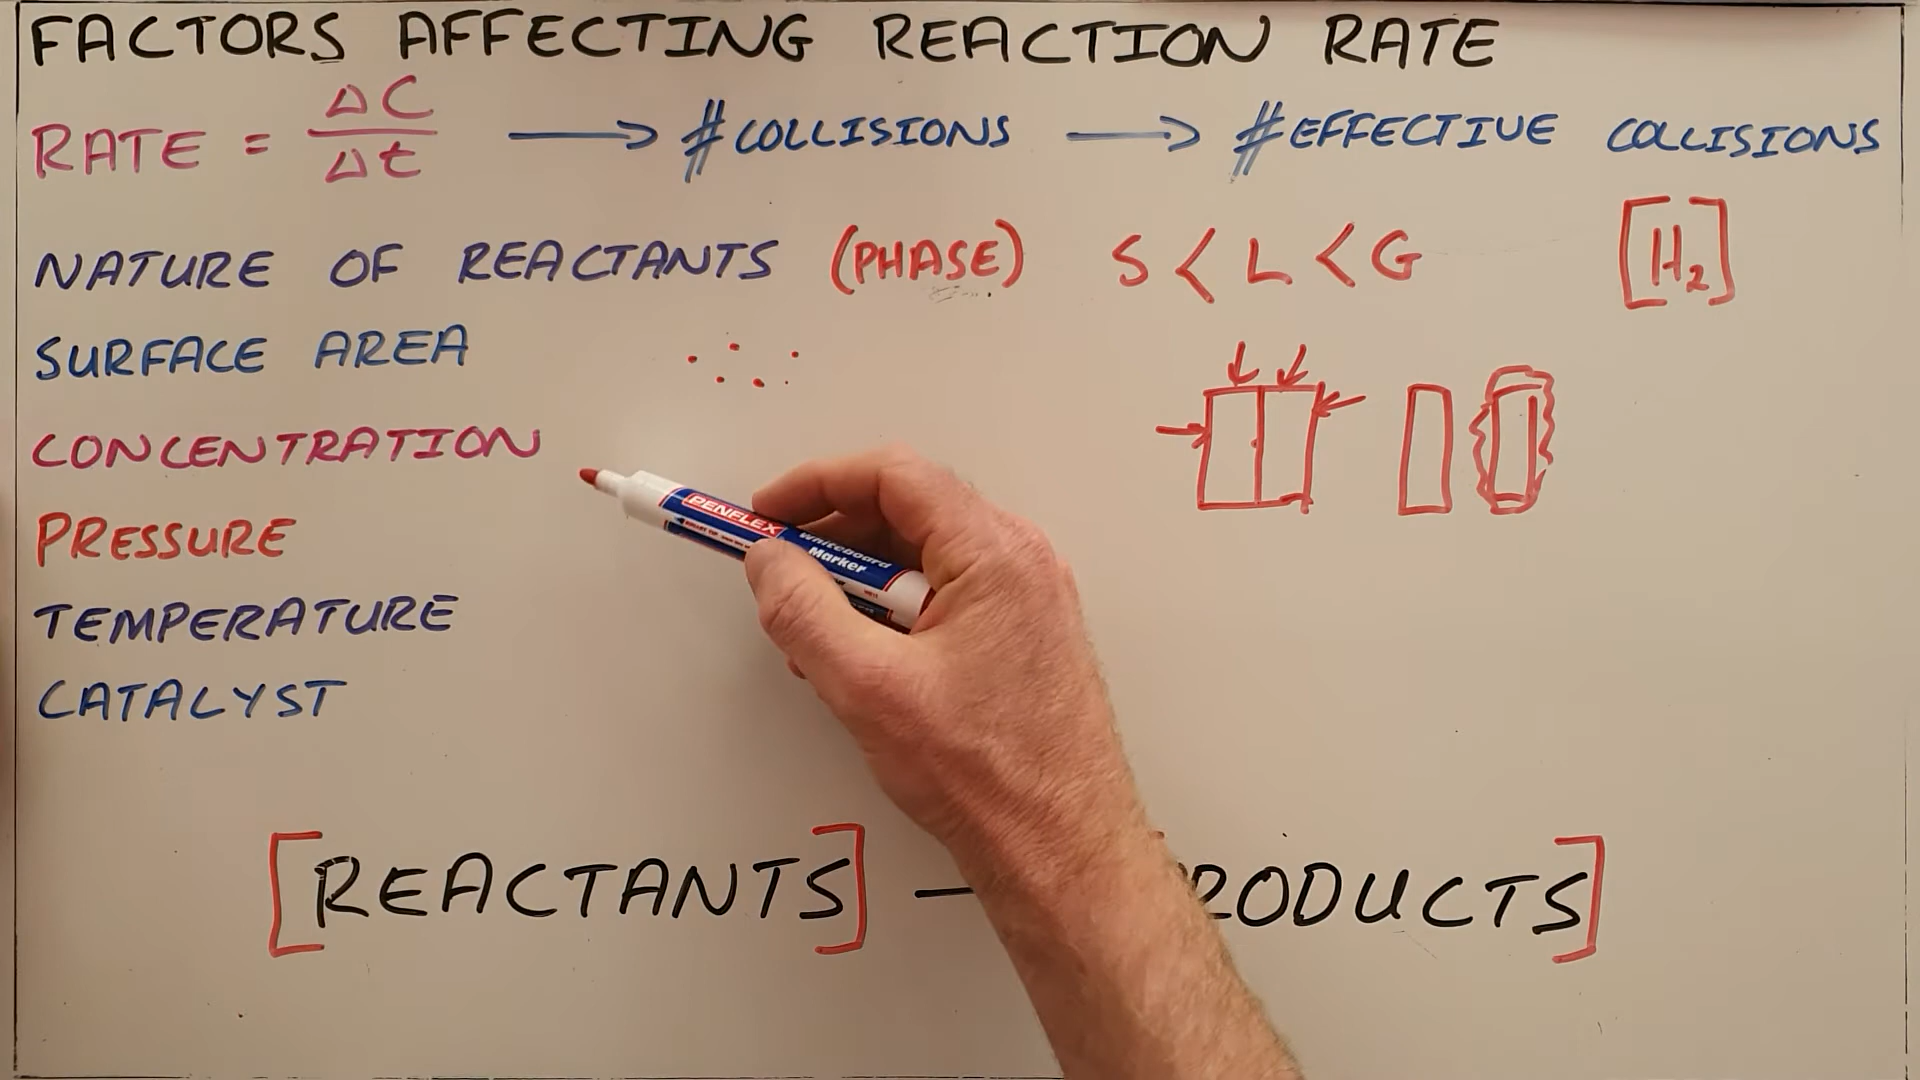 FACTORS AFFECTING REACTION RATE
RATE = ΔC/Δt → #COLLISIONS → #EFFECTIVE COLLISIONS
NATURE OF REACTANTS (PHASE) S < L < G [H₂]
SURFACE AREA
CONCENTRATION
PENFLEX
whiteboard
Marker
PRESSURE
TEMPERATURE
CATALYST
[REACTANTS] — RODUCTS]